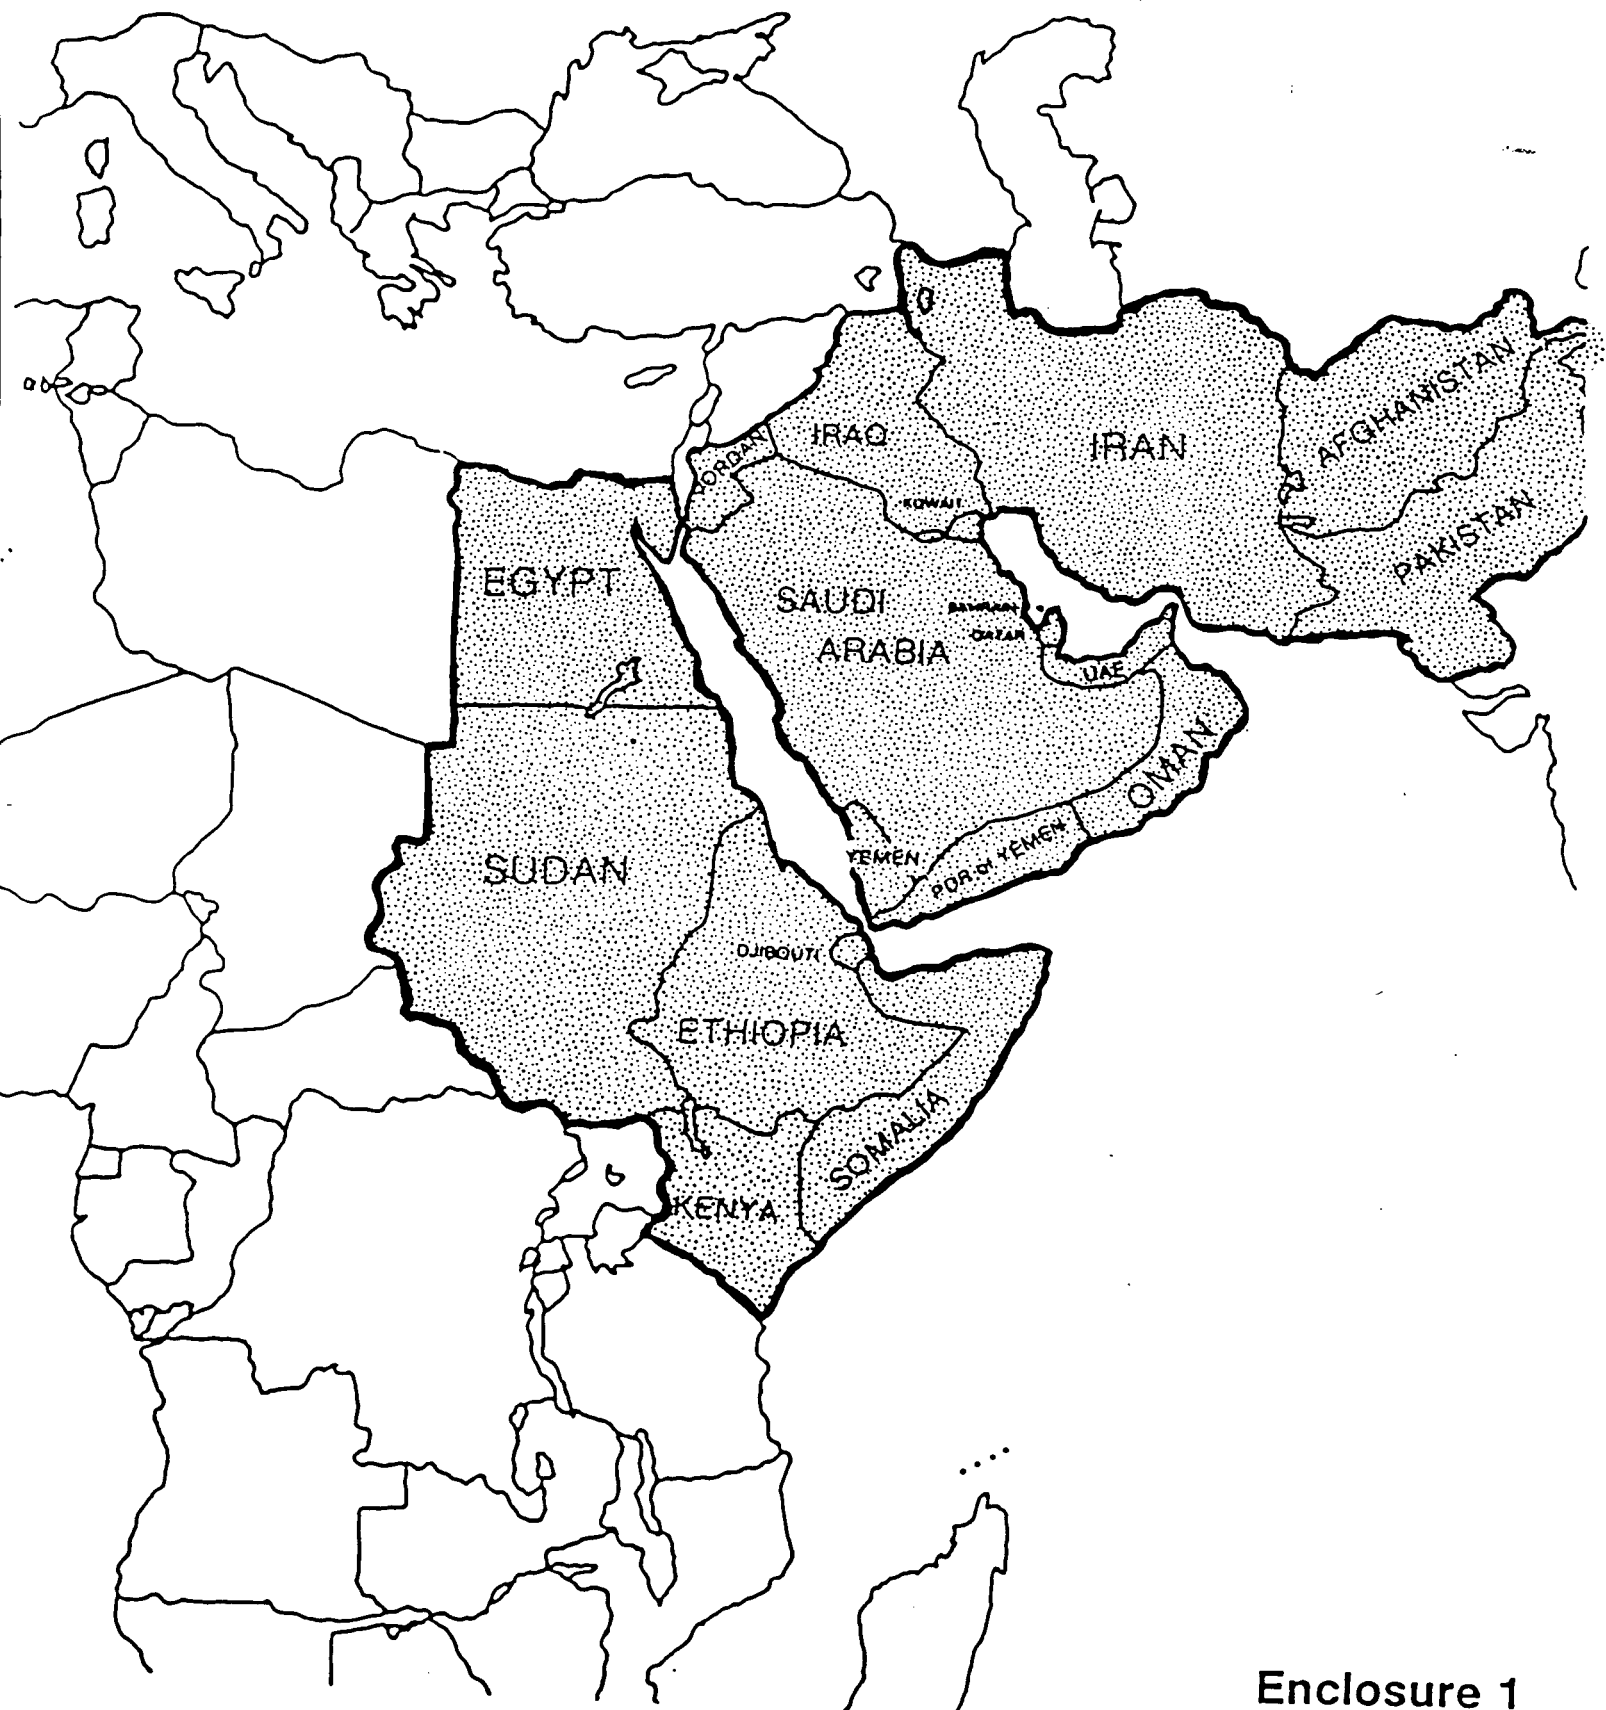 AFGHANISTAN
JORDAN
IRAQ
IRAN
KUWAIT
PAKISTAN
EGYPT
SAUDI
ARABIA
BAHRAIN
QATAR
UAE
OMAN
YEMEN
PDR of YEMEN
SUDAN
DJIBOUTI
ETHIOPIA
SOMALIA
KENYA
Enclosure 1